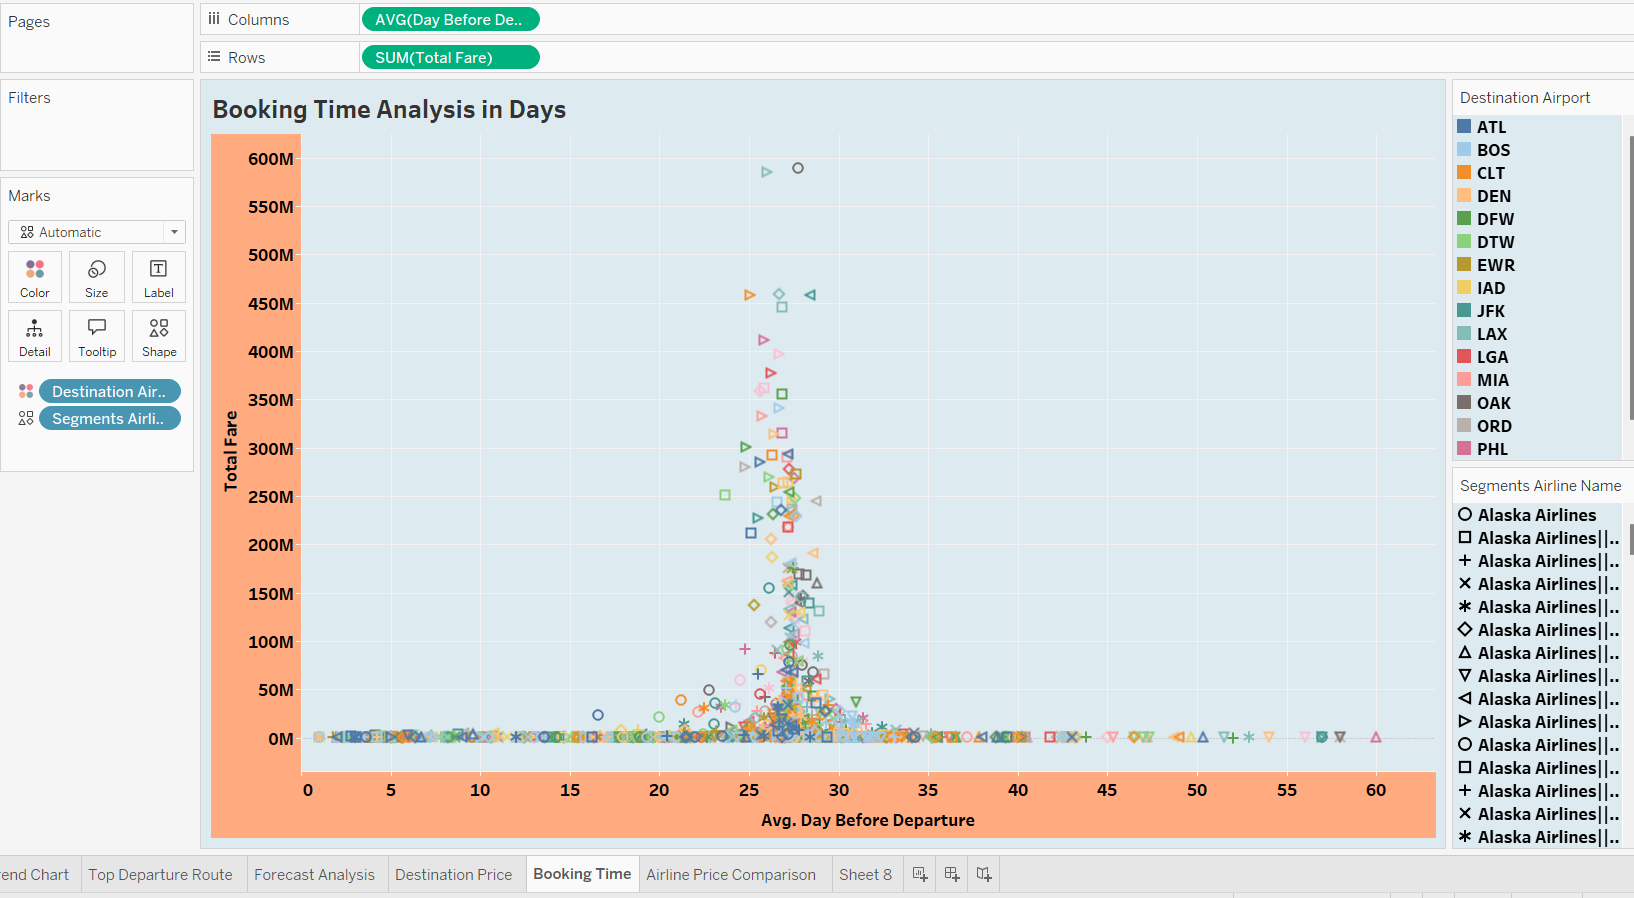 Pages
Columns
AVG(Day Before De..
Rows
SUM(Total Fare)
Filters
Marks
Automatic
Color
Size
Label
Detail
Tooltip
Shape
Destination Air..
Segments Airli..
Booking Time Analysis in Days
Total Fare
600M
550M
500M
450M
400M
350M
300M
250M
200M
150M
100M
50M
0M
0 5 10 15 20 25 30 35 40 45 50 55 60
Avg. Day Before Departure
Destination Airport
ATL
BOS
CLT
DEN
DFW
DTW
EWR
IAD
JFK
LAX
LGA
MIA
OAK
ORD
PHL
Segments Airline Name
Alaska Airlines
Alaska Airlines||..
Alaska Airlines||..
Alaska Airlines||..
Alaska Airlines||..
Alaska Airlines||..
Alaska Airlines||..
Alaska Airlines||..
Alaska Airlines||..
Alaska Airlines||..
Alaska Airlines||..
Alaska Airlines||..
Alaska Airlines||..
Alaska Airlines||..
Alaska Airlines||..
rend Chart
Top Departure Route
Forecast Analysis
Destination Price
Booking Time
Airline Price Comparison
Sheet 8